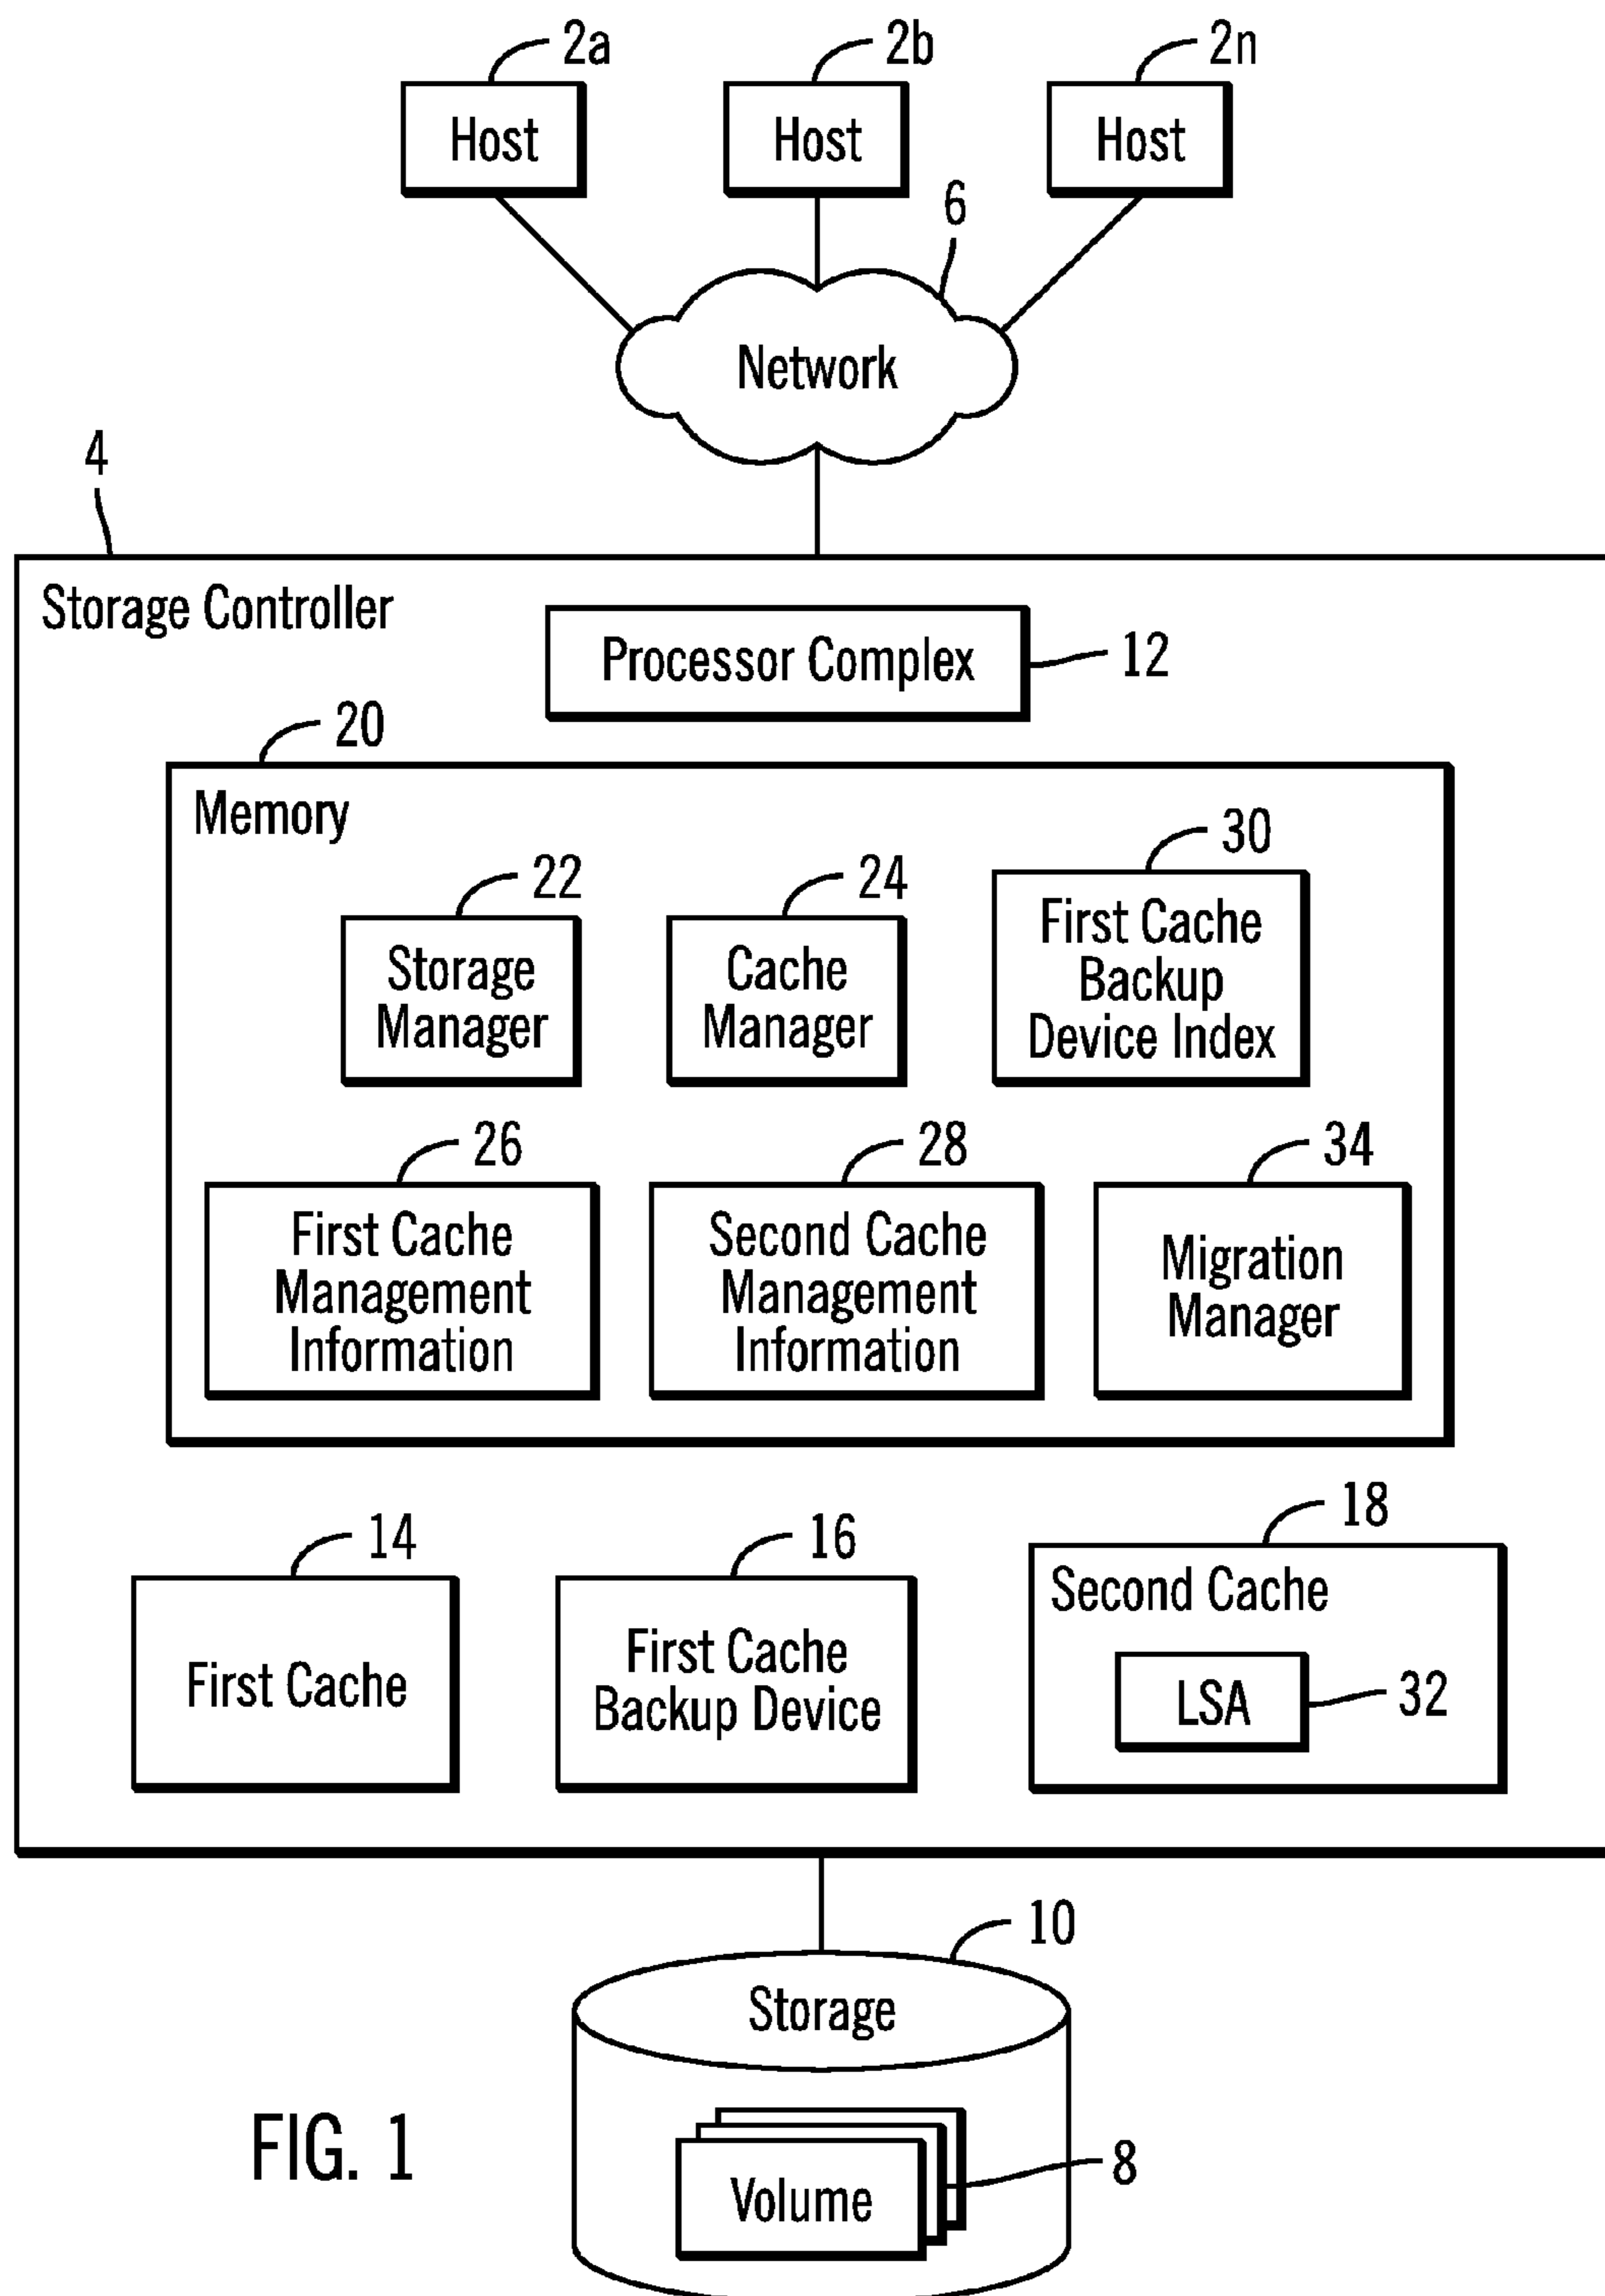 2a
2b
2n
Host
Host
Host
6
Network
4
Storage Controller
Processor Complex
12
20
Memory
22
24
30
Storage
Manager
Cache
Manager
First Cache
Backup
Device Index
26
28
34
First Cache
Management
Information
Second Cache
Management
Information
Migration
Manager
14
16
18
First Cache
First Cache
Backup Device
Second Cache
LSA
32
10
Storage
Volume
8
FIG. 1